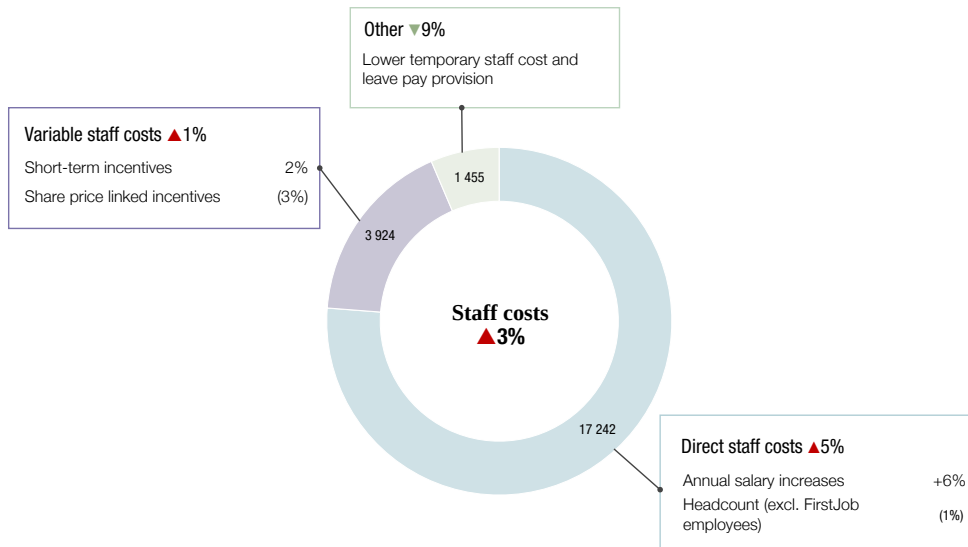 Other ▼9%
Lower temporary staff cost and
leave pay provision
Variable staff costs ▲1%
Short-term incentives 2%
Share price linked incentives (3%)
1 455
3 924
Staff costs
▲3%
17 242
Direct staff costs ▲5%
Annual salary increases +6%
Headcount (excl. FirstJob
employees) (1%)